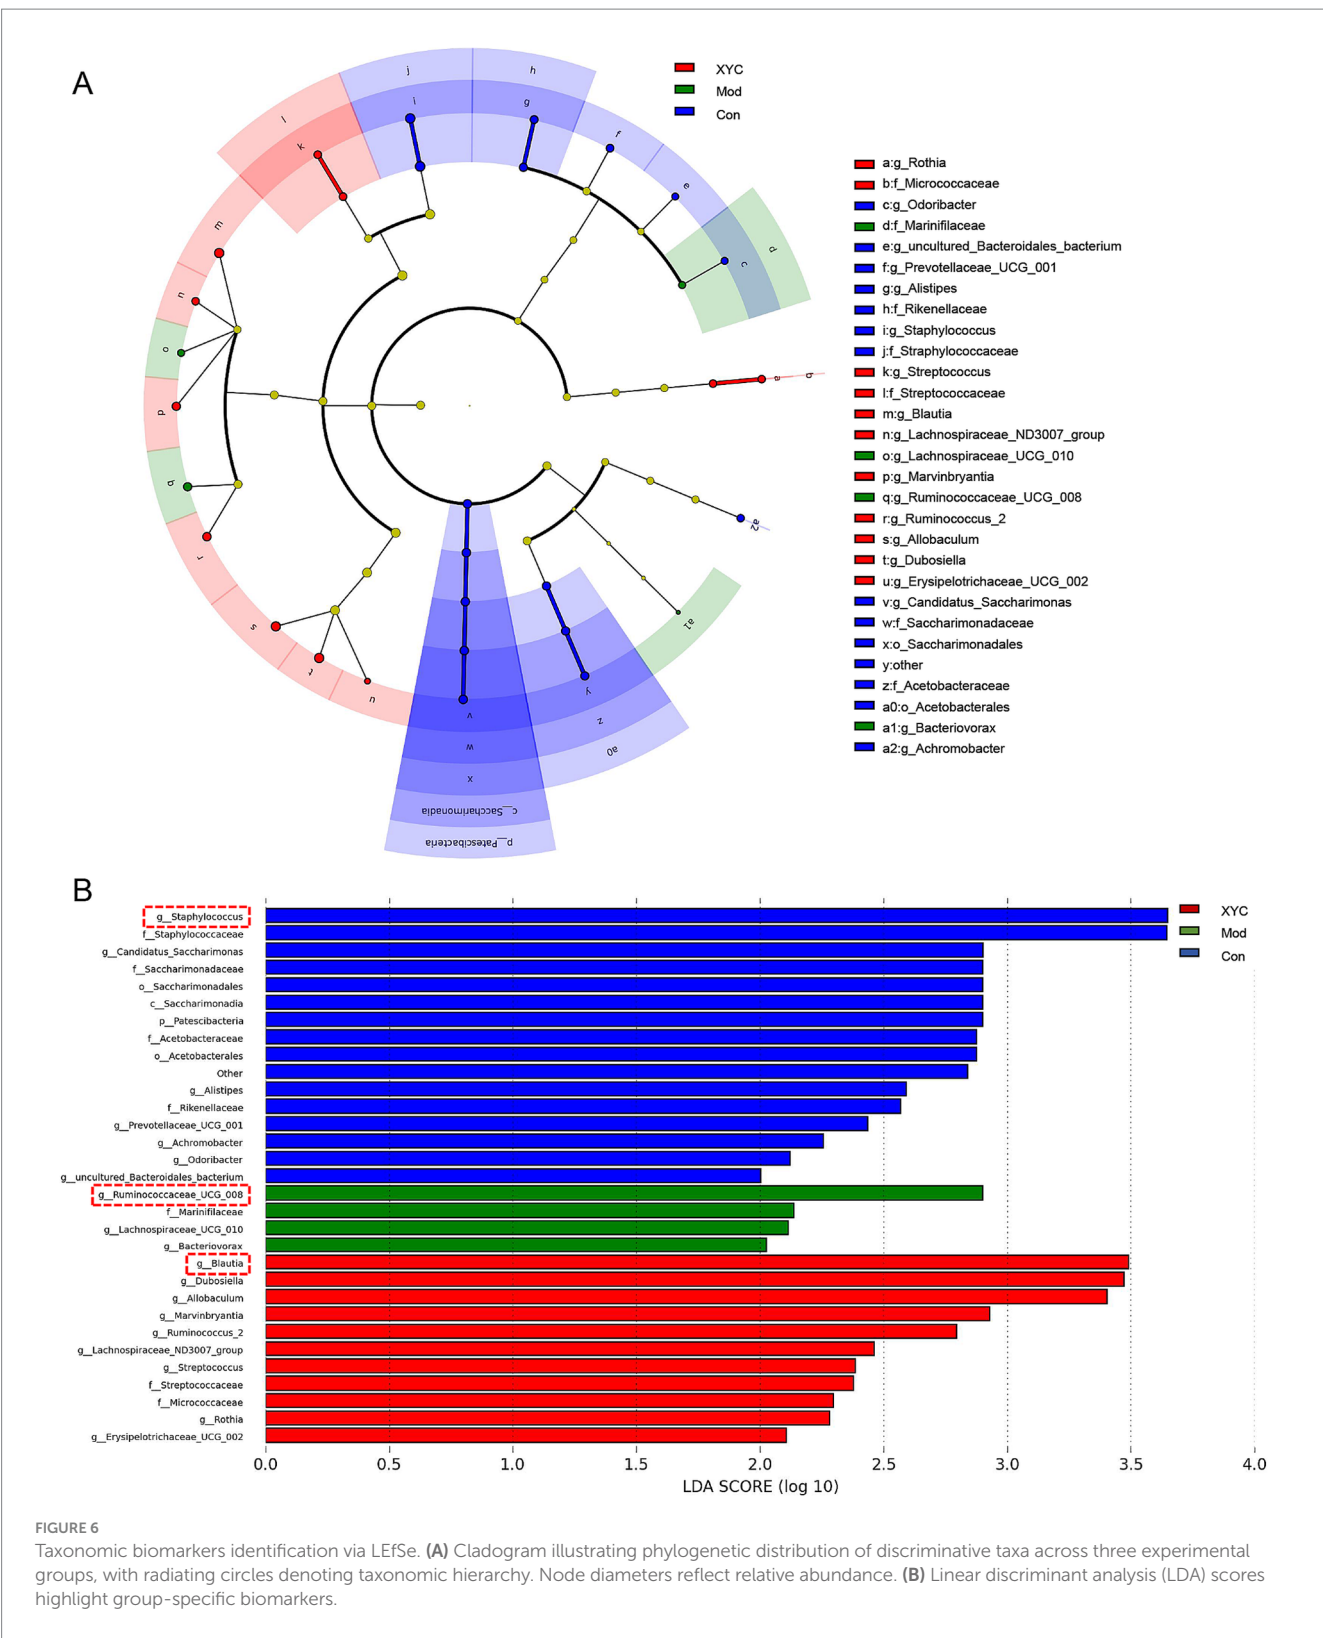 A
XYC
Mod
Con
j
h
i
g
l
k
f
e
d
c
m
n
o
p
q
r
s
t
u
a
b
a2
a1
v
w
x
y
z
a0
c__Saccharimonadia
p__Patescibacteria
a:g_Rothia
b:f_Micrococcaceae
c:g_Odoribacter
d:f_Marinifilaceae
e:g_uncultured_Bacteroidales_bacterium
f:g_Prevotellaceae_UCG_001
g:g_Alistipes
h:f_Rikenellaceae
i:g_Staphylococcus
j:f_Straphylococcaceae
k:g_Streptococcus
l:f_Streptococcaceae
m:g_Blautia
n:g_Lachnospiraceae_ND3007_group
o:g_Lachnospiraceae_UCG_010
p:g_Marvinbryantia
q:g_Ruminococcaceae_UCG_008
r:g_Ruminococcus_2
s:g_Allobaculum
t:g_Dubosiella
u:g_Erysipelotrichaceae_UCG_002
v:g_Candidatus_Saccharimonas
w:f_Saccharimonadaceae
x:o_Saccharimonadales
y:other
z:f_Acetobacteraceae
a0:o_Acetobacterales
a1:g_Bacteriovorax
a2:g_Achromobacter
B
XYC
Mod
Con
g__Staphylococcus
f__Staphylococcaceae
g__Candidatus_Saccharimonas
f__Saccharimonadaceae
o__Saccharimonadales
c__Saccharimonadia
p__Patescibacteria
f__Acetobacteraceae
o__Acetobacterales
Other
g__Alistipes
f__Rikenellaceae
g__Prevotellaceae_UCG_001
g__Achromobacter
g__Odoribacter
g__uncultured_Bacteroidales_bacterium
g__Ruminococcaceae_UCG_008
f__Marinifilaceae
g__Lachnospiraceae_UCG_010
g__Bacteriovorax
g__Blautia
g__Dubosiella
g__Allobaculum
g__Marvinbryantia
g__Ruminococcus_2
g__Lachnospiraceae_ND3007_group
g__Streptococcus
f__Streptococcaceae
f__Micrococcaceae
g__Rothia
g__Erysipelotrichaceae_UCG_002
0.0 0.5 1.0 1.5 2.0 2.5 3.0 3.5 4.0
LDA SCORE (log 10)
FIGURE 6
Taxonomic biomarkers identification via LEfSe. (A) Cladogram illustrating phylogenetic distribution of discriminative taxa across three experimental
groups, with radiating circles denoting taxonomic hierarchy. Node diameters reflect relative abundance. (B) Linear discriminant analysis (LDA) scores
highlight group-specific biomarkers.